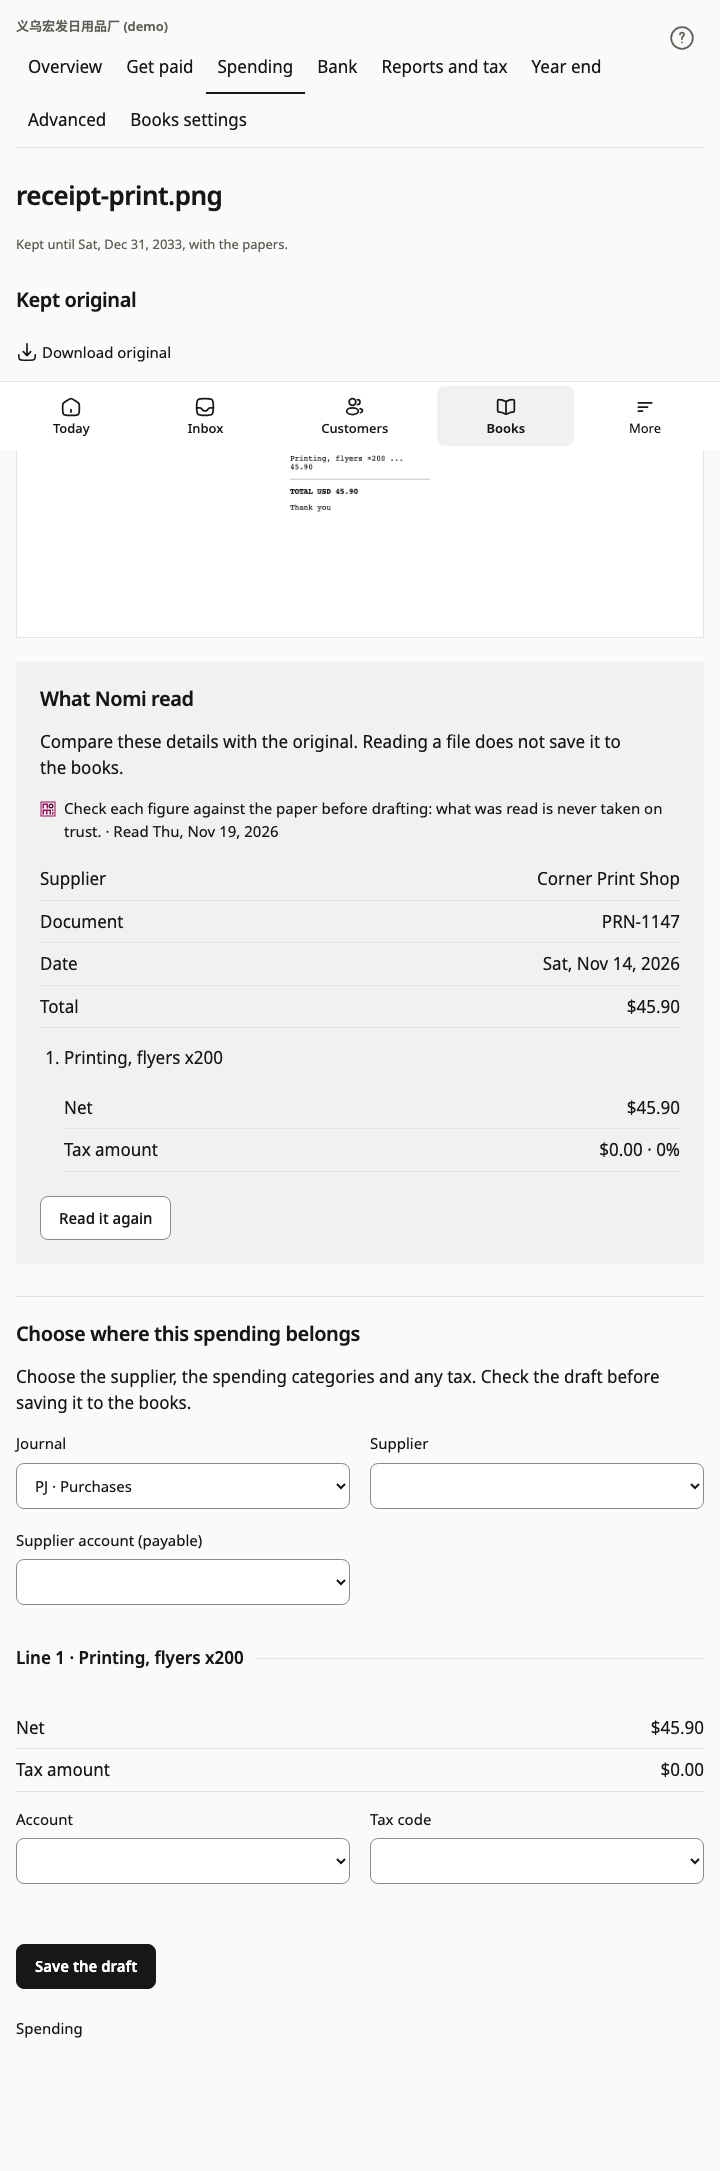 义乌宏发日用品厂 (demo)
Overview
Get paid
Spending
Bank
Reports and tax
Year end
Advanced
Books settings
receipt-print.png
Kept until Sat, Dec 31, 2033, with the papers.
Kept original
Download original
Today
Inbox
Customers
Books
More
Printing, flyers ×200 ...
45.90
TOTAL USD 45.90
Thank you
What Nomi read
Compare these details with the original. Reading a file does not save it to
the books.
Check each figure against the paper before drafting: what was read is never taken on
trust. · Read Thu, Nov 19, 2026
Supplier Corner Print Shop
Document PRN-1147
Date Sat, Nov 14, 2026
Total $45.90
1. Printing, flyers x200
Net $45.90
Tax amount $0.00 · 0%
Read it again
Choose where this spending belongs
Choose the supplier, the spending categories and any tax. Check the draft before
saving it to the books.
Journal Supplier
PJ · Purchases
Supplier account (payable)
Line 1 · Printing, flyers x200
Net $45.90
Tax amount $0.00
Account Tax code
Save the draft
Spending